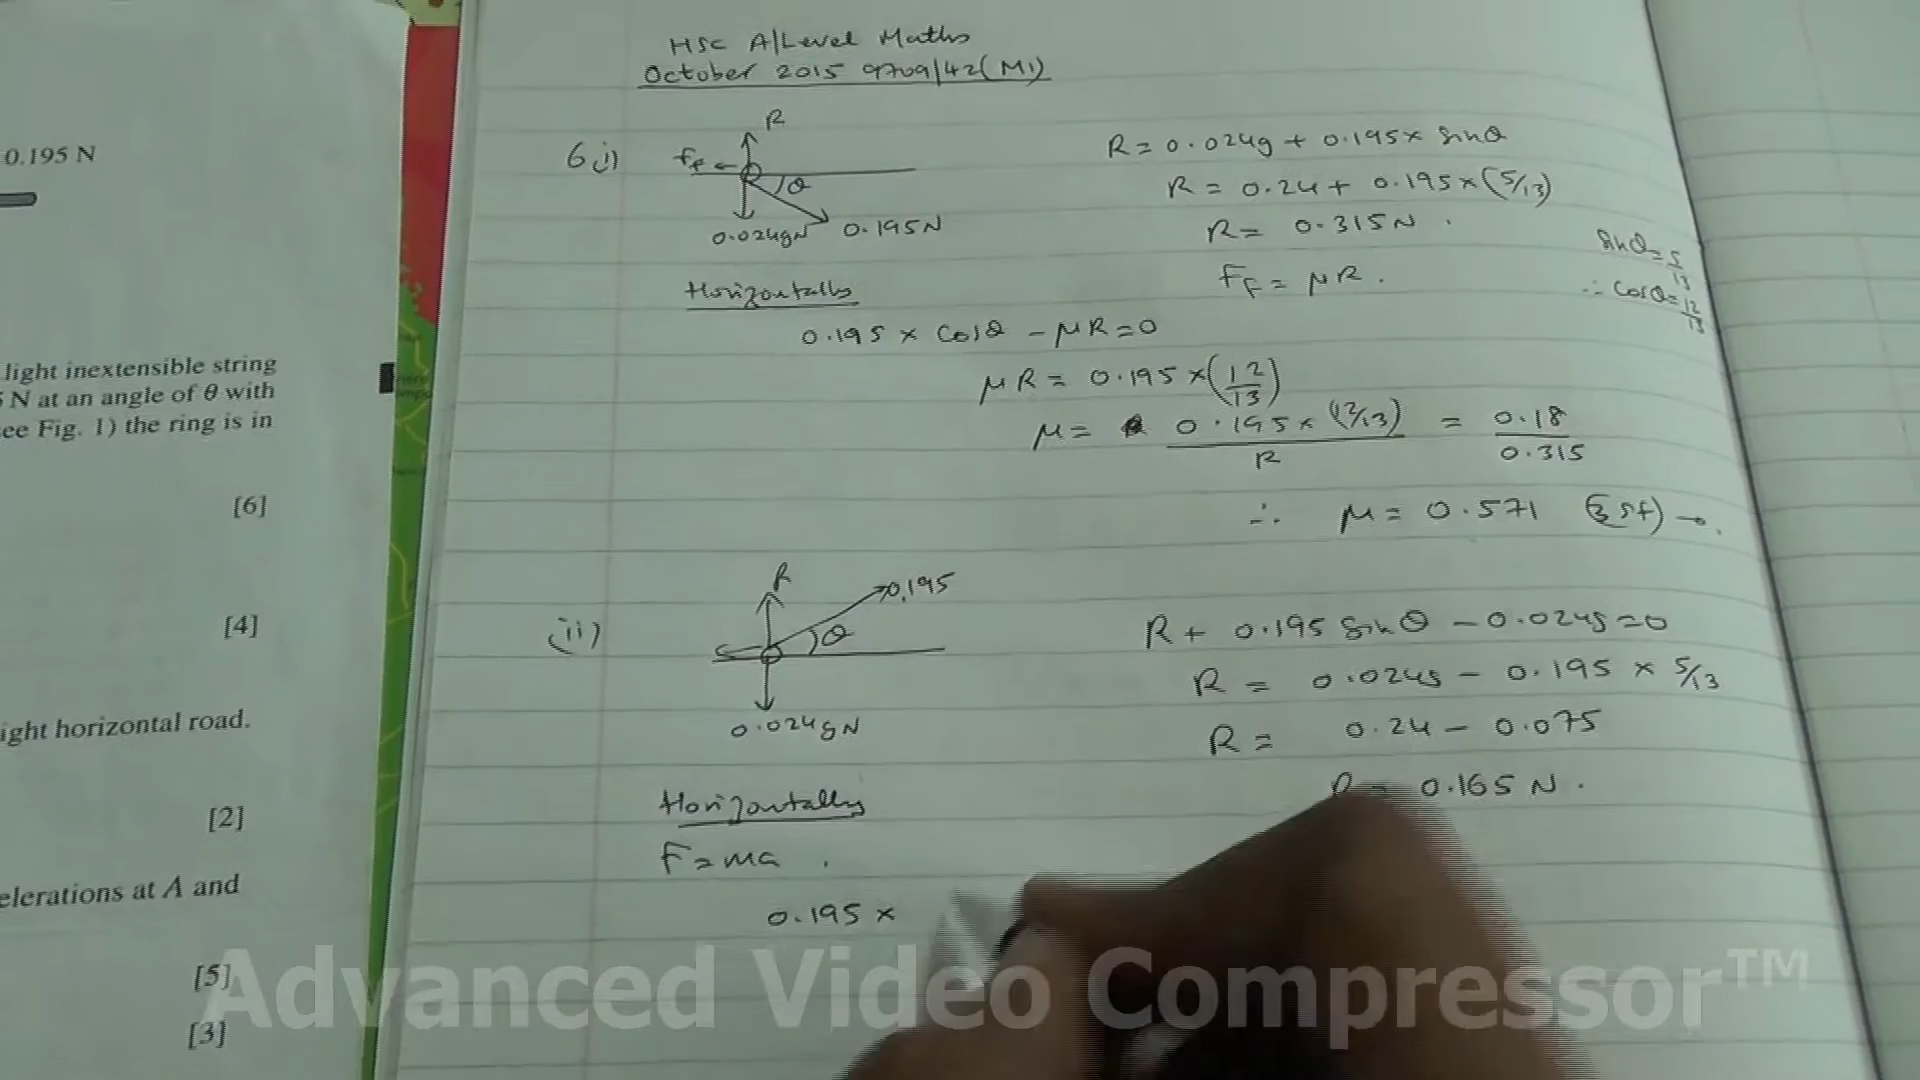 HSC A/Level Maths
October 2015 9709/42(M1)
0.195 N
6 i)
R
FF
θ
0.024gN
0.195N
R = 0.024g + 0.195 x sinθ
R = 0.24 + 0.195 x (5/13)
R = 0.315N .
FF = μR .
sinθ = 5/13
∴ cosθ = 12/13
Horizontally
0.195 x cosθ - μR = 0
μR = 0.195 x (12/13)
μ = 0.195 x (12/13) / R = 0.18 / 0.315
∴ μ = 0.571 (3 sf)
light inextensible string
N at an angle of θ with
ee Fig. 1) the ring is in
[6]
[4]
ight horizontal road.
[2]
elerations at A and
[5]
[3]
(ii)
R
0.195
θ
0.024gN
R + 0.195 sinθ - 0.024g = 0
R = 0.024g - 0.195 x 5/13
R = 0.24 - 0.075
R = 0.165 N .
Horizontally
F = ma .
0.195 x
Advanced Video Compressor™